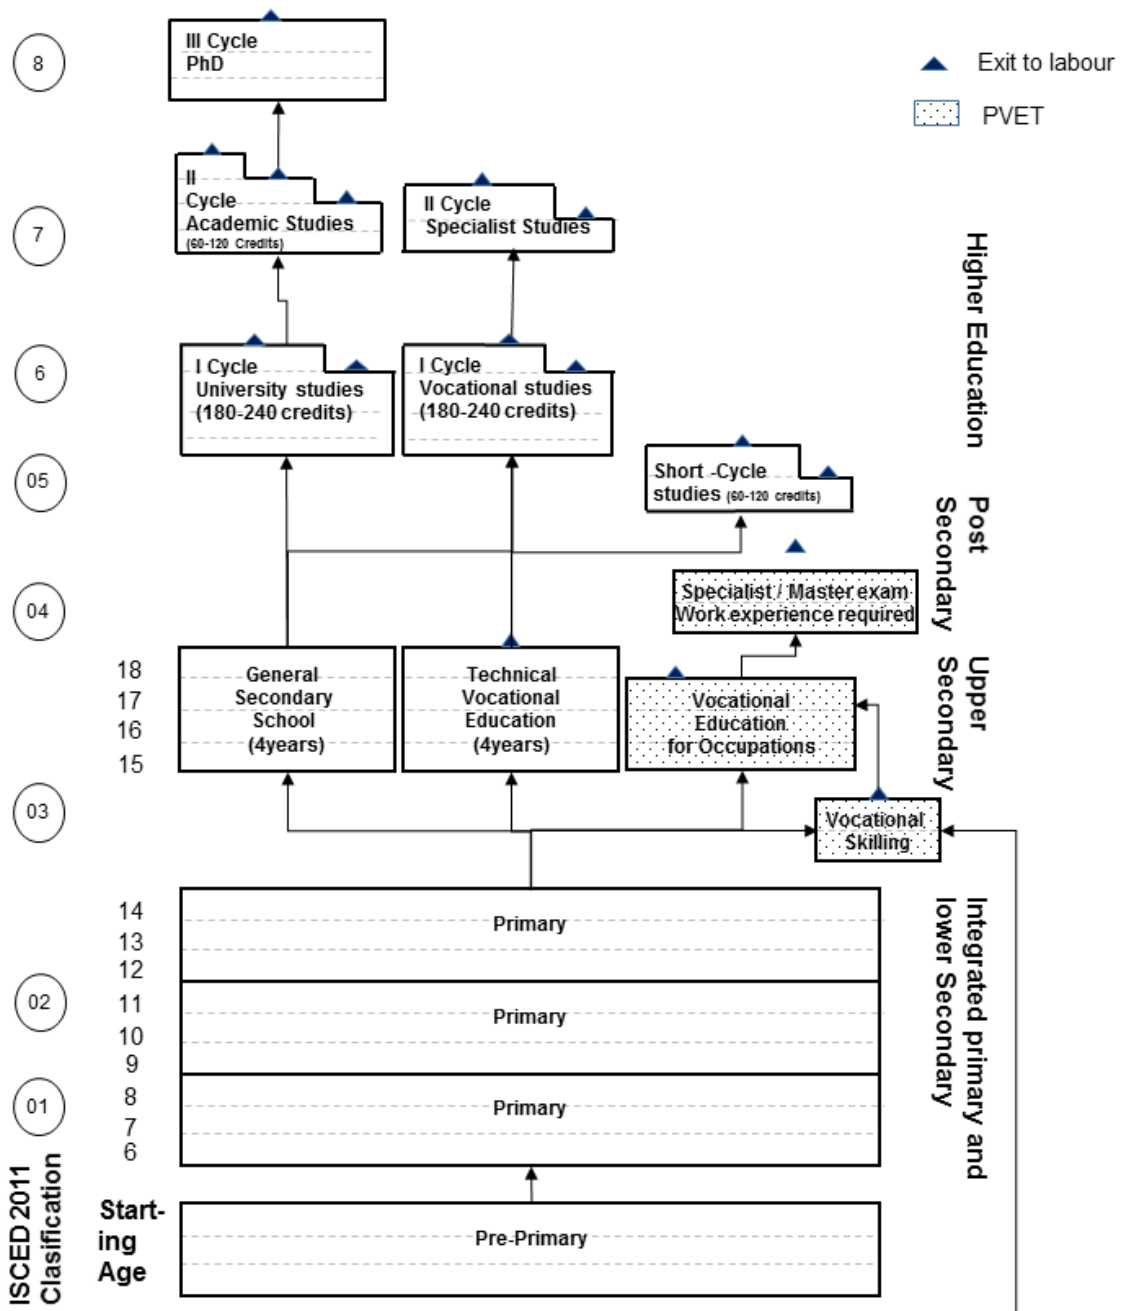 8
III Cycle
PhD
Exit to labour
PVET
7
II
Cycle
Academic Studies
(60-120 Credits)
II Cycle
Specialist Studies
Higher Education
6
I Cycle
University studies
(180-240 credits)
I Cycle
Vocational studies
(180-240 credits)
05
Short -Cycle
studies (60-120 credits)
Post
Secondary
04
Specialist / Master exam
Work experience required
18
17
16
15
General
Secondary
School
(4years)
Technical
Vocational
Education
(4years)
Vocational
Education
for Occupations
Upper
Secondary
03
Vocational
Skilling
14
13
12
Primary
02
11
10
9
Primary
01
8
7
6
Primary
Integrated primary and
lower Secondary
ISCED 2011
Clasification
Start-
ing
Age
Pre-Primary